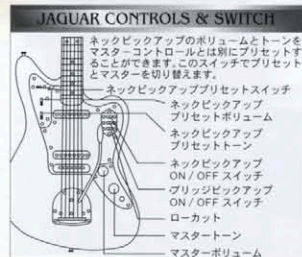 JAGUAR CONTROLS & SWITCH
ネックピックアップのボリュームとトーンを
マスターコントロールとは別にプリセットす
ることができます。このスイッチでプリセット
とマスターを切り替えます。
ネックピックアッププリセットスイッチ
ネックピックアップ
プリセットボリューム
ネックピックアップ
プリセットトーン
ネックピックアップ
ON / OFF スイッチ
ブリッジピックアップ
ON / OFF スイッチ
ローカット
マスタートーン
マスターボリューム